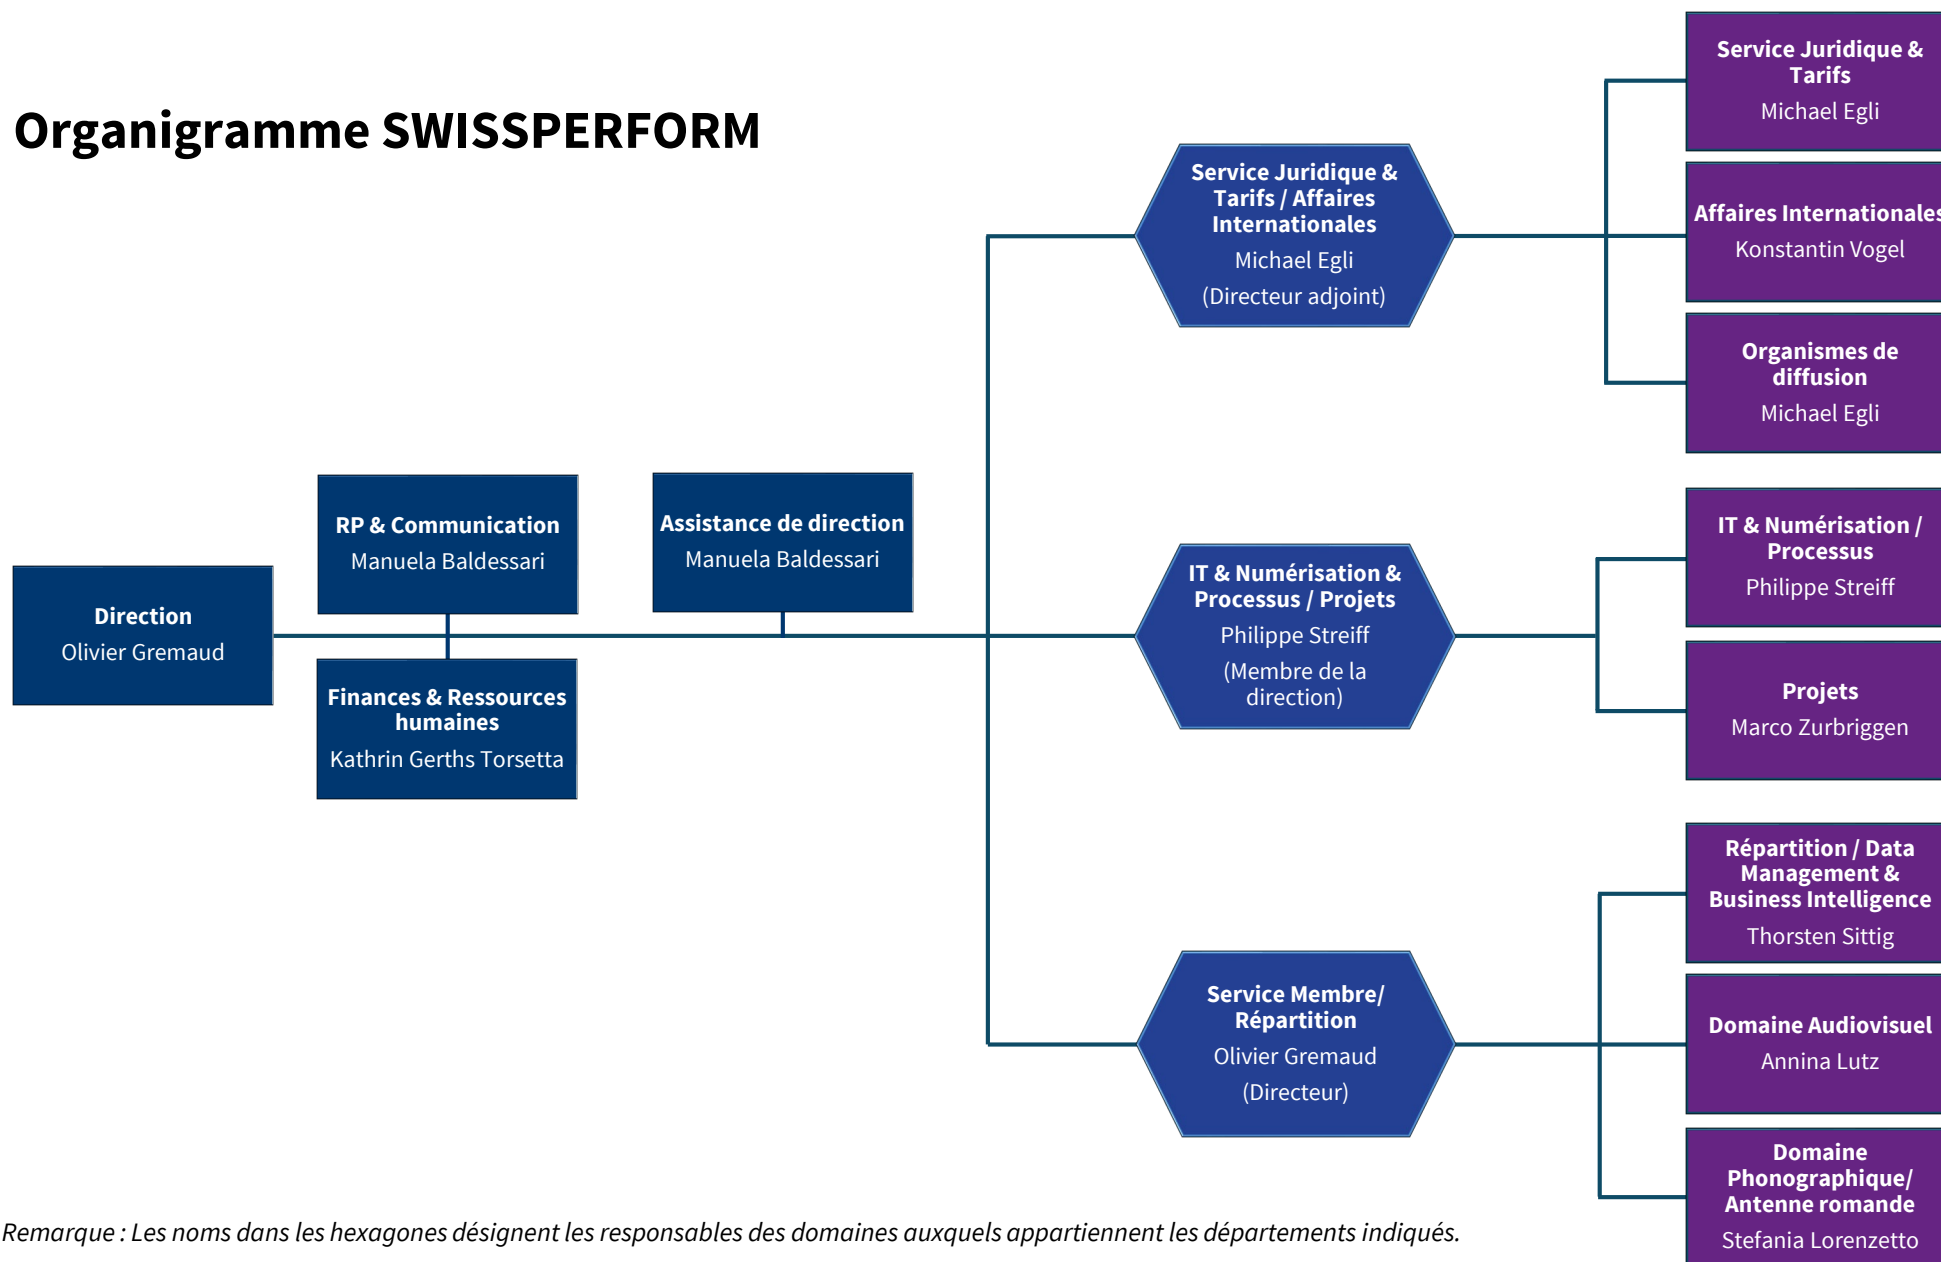 Organigramme SWISSPERFORM
Direction
Olivier Gremaud
RP & Communication
Manuela Baldessari
Finances & Ressources
humaines
Kathrin Gerths Torsetta
Assistance de direction
Manuela Baldessari
Service Juridique &
Tarifs / Affaires
Internationales
Michael Egli
(Directeur adjoint)
Service Juridique &
Tarifs
Michael Egli
Affaires Internationales
Konstantin Vogel
Organismes de
diffusion
Michael Egli
IT & Numérisation &
Processus / Projets
Philippe Streiff
(Membre de la
direction)
IT & Numérisation /
Processus
Philippe Streiff
Projets
Marco Zurbriggen
Service Membre/
Répartition
Olivier Gremaud
(Directeur)
Répartition / Data
Management &
Business Intelligence
Thorsten Sittig
Domaine Audiovisuel
Annina Lutz
Domaine
Phonographique/
Antenne romande
Stefania Lorenzetto
Remarque : Les noms dans les hexagones désignent les responsables des domaines auxquels appartiennent les départements indiqués.